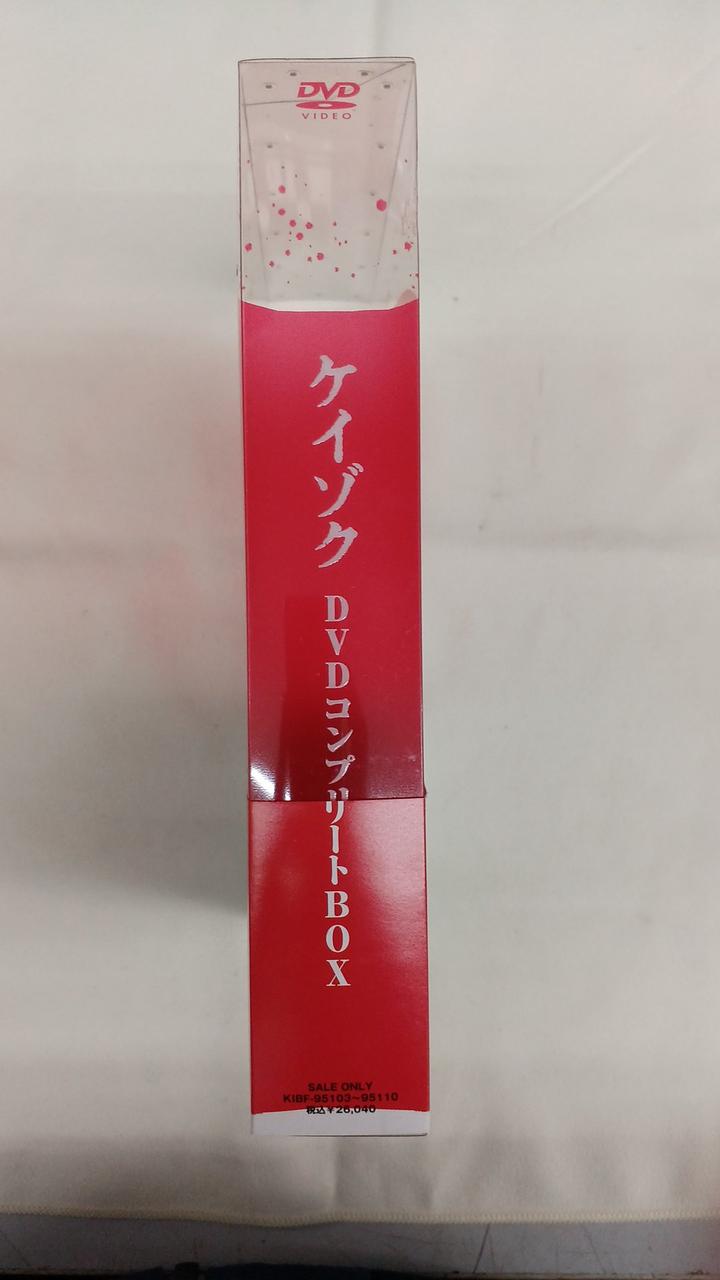 DVD
VIDEO
ケイゾク
DVDコンプリートBOX
SALE ONLY
KIBF-95103~95110
税込¥26,040